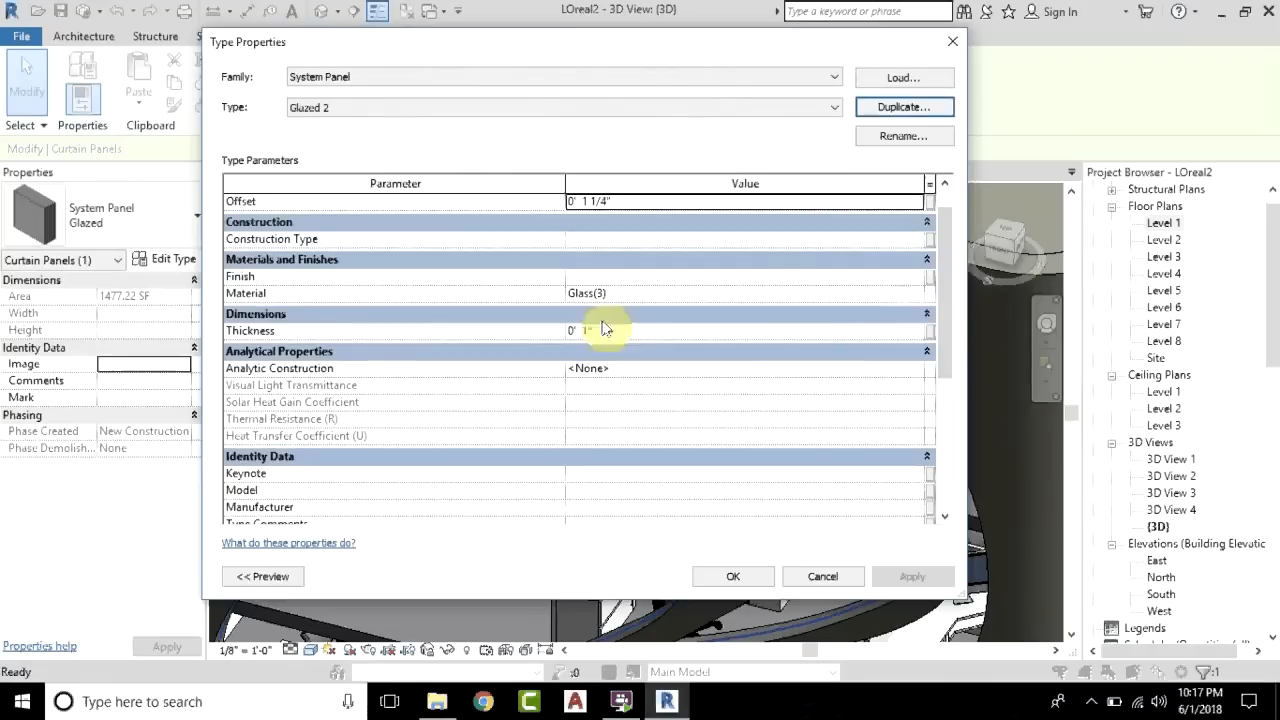 LOreal2 - 3D View: {3D}
Type a keyword or phrase
Sign In
File
Architecture
Structure
Modify
Paste
Select
Properties
Clipboard
Modify | Curtain Panels
Properties
System Panel
Glazed
Curtain Panels (1)
Edit Type
Dimensions
Area 1477.22 SF
Width
Height
Identity Data
Image
Comments
Mark
Phasing
Phase Created New Construction
Phase Demolish... None
Properties help
Apply
Type Properties
Family: System Panel Load...
Type: Glazed 2 Duplicate...
Rename...
Type Parameters
Parameter Value =
Offset 0' 1 1/4"
Construction
Construction Type
Materials and Finishes
Finish
Material Glass(3)
Dimensions
Thickness 0' 1"
Analytical Properties
Analytic Construction <None>
Visual Light Transmittance
Solar Heat Gain Coefficient
Thermal Resistance (R)
Heat Transfer Coefficient (U)
Identity Data
Keynote
Model
Manufacturer
Type Comments
What do these properties do?
<< Preview OK Cancel Apply
Project Browser - LOreal2
Structural Plans
Floor Plans
Level 1
Level 2
Level 3
Level 4
Level 5
Level 6
Level 7
Level 8
Site
Ceiling Plans
Level 1
Level 2
Level 3
3D Views
3D View 1
3D View 2
3D View 3
3D View 4
{3D}
Elevations (Building Elevatic
East
North
South
West
Legends
1/8" = 1'-0"
Ready
:0
Main Model
:1
Type here to search
10:17 PM
6/1/2018